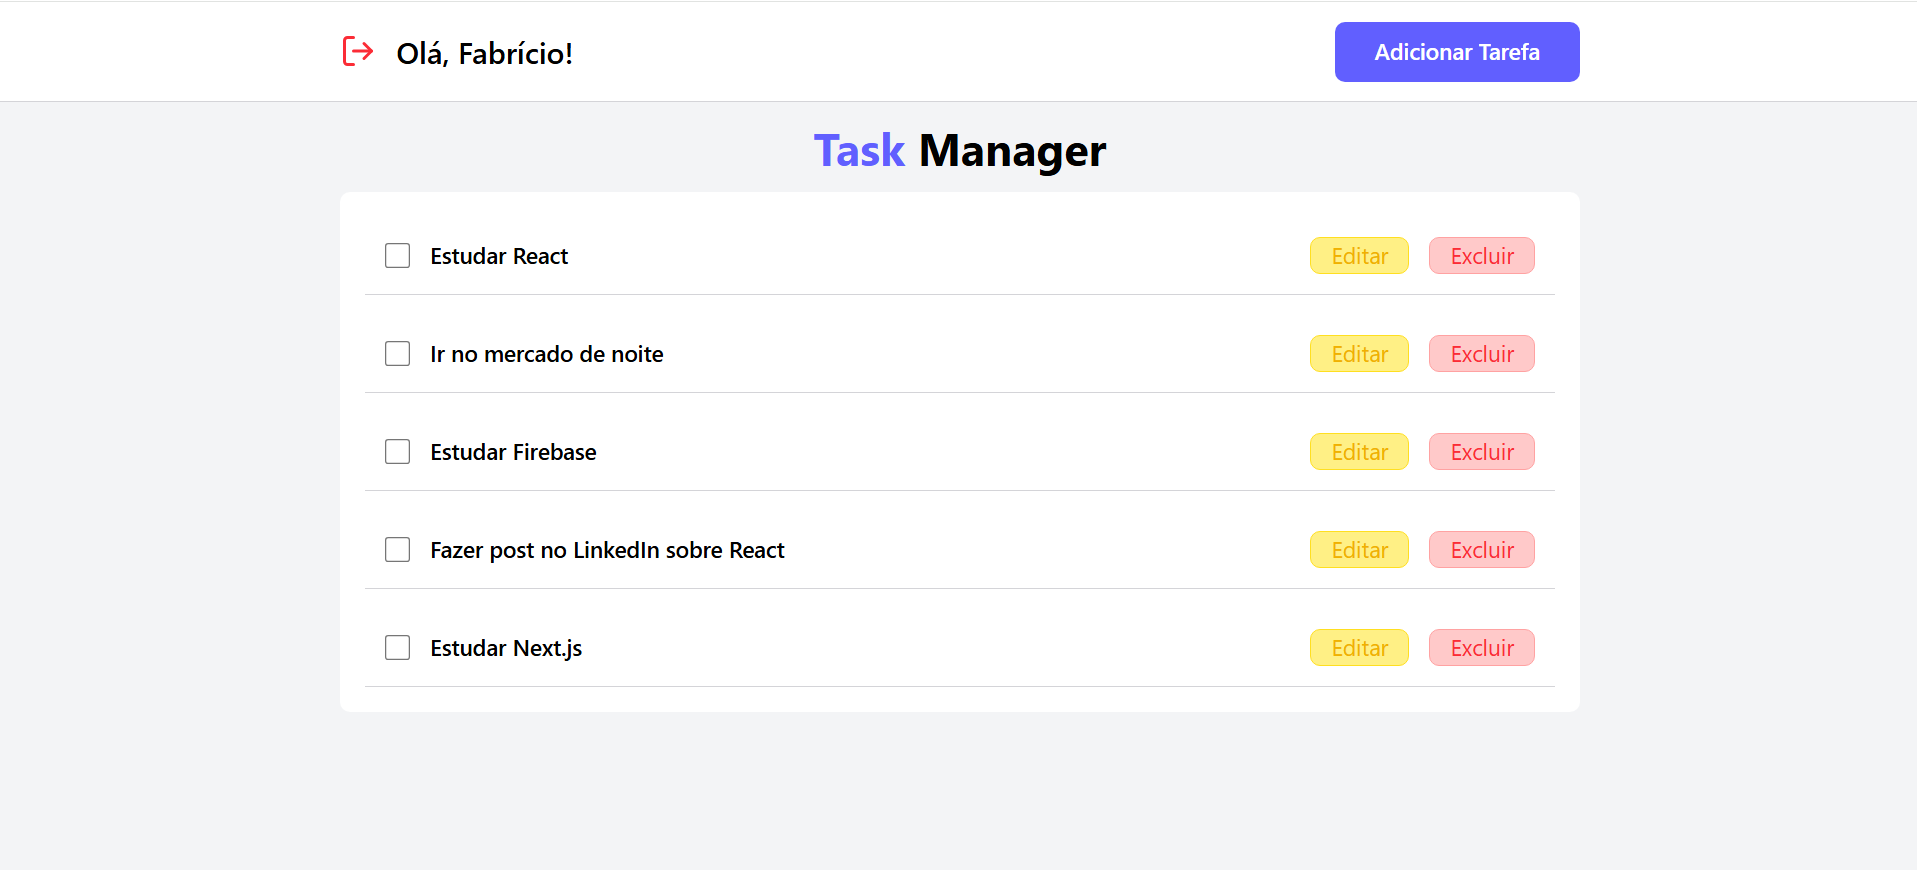 Olá, Fabrício!
Adicionar Tarefa
Task Manager
Estudar React Editar Excluir
Ir no mercado de noite Editar Excluir
Estudar Firebase Editar Excluir
Fazer post no LinkedIn sobre React Editar Excluir
Estudar Next.js Editar Excluir